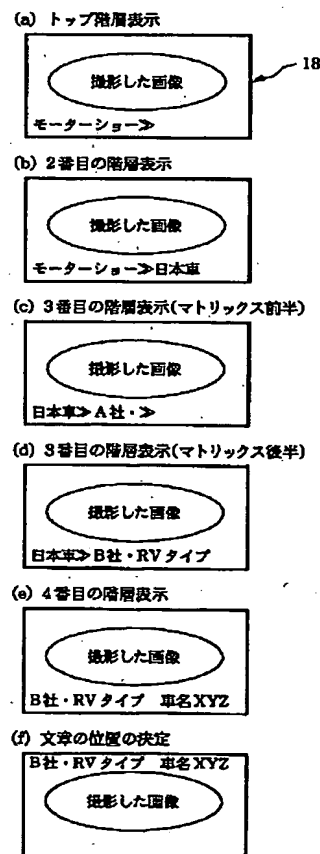 (a) トップ階層表示
18
撮影した画像
モーターショー≫
(b) 2番目の階層表示
撮影した画像
モーターショー≫日本車
(c) 3番目の階層表示(マトリックス前半)
撮影した画像
日本車≫A社・≫
(d) 3番目の階層表示(マトリックス後半)
撮影した画像
日本車≫B社・RVタイプ
(e) 4番目の階層表示
撮影した画像
B社・RVタイプ 車名XYZ
(f) 文章の位置の決定
B社・RVタイプ 車名XYZ
撮影した画像